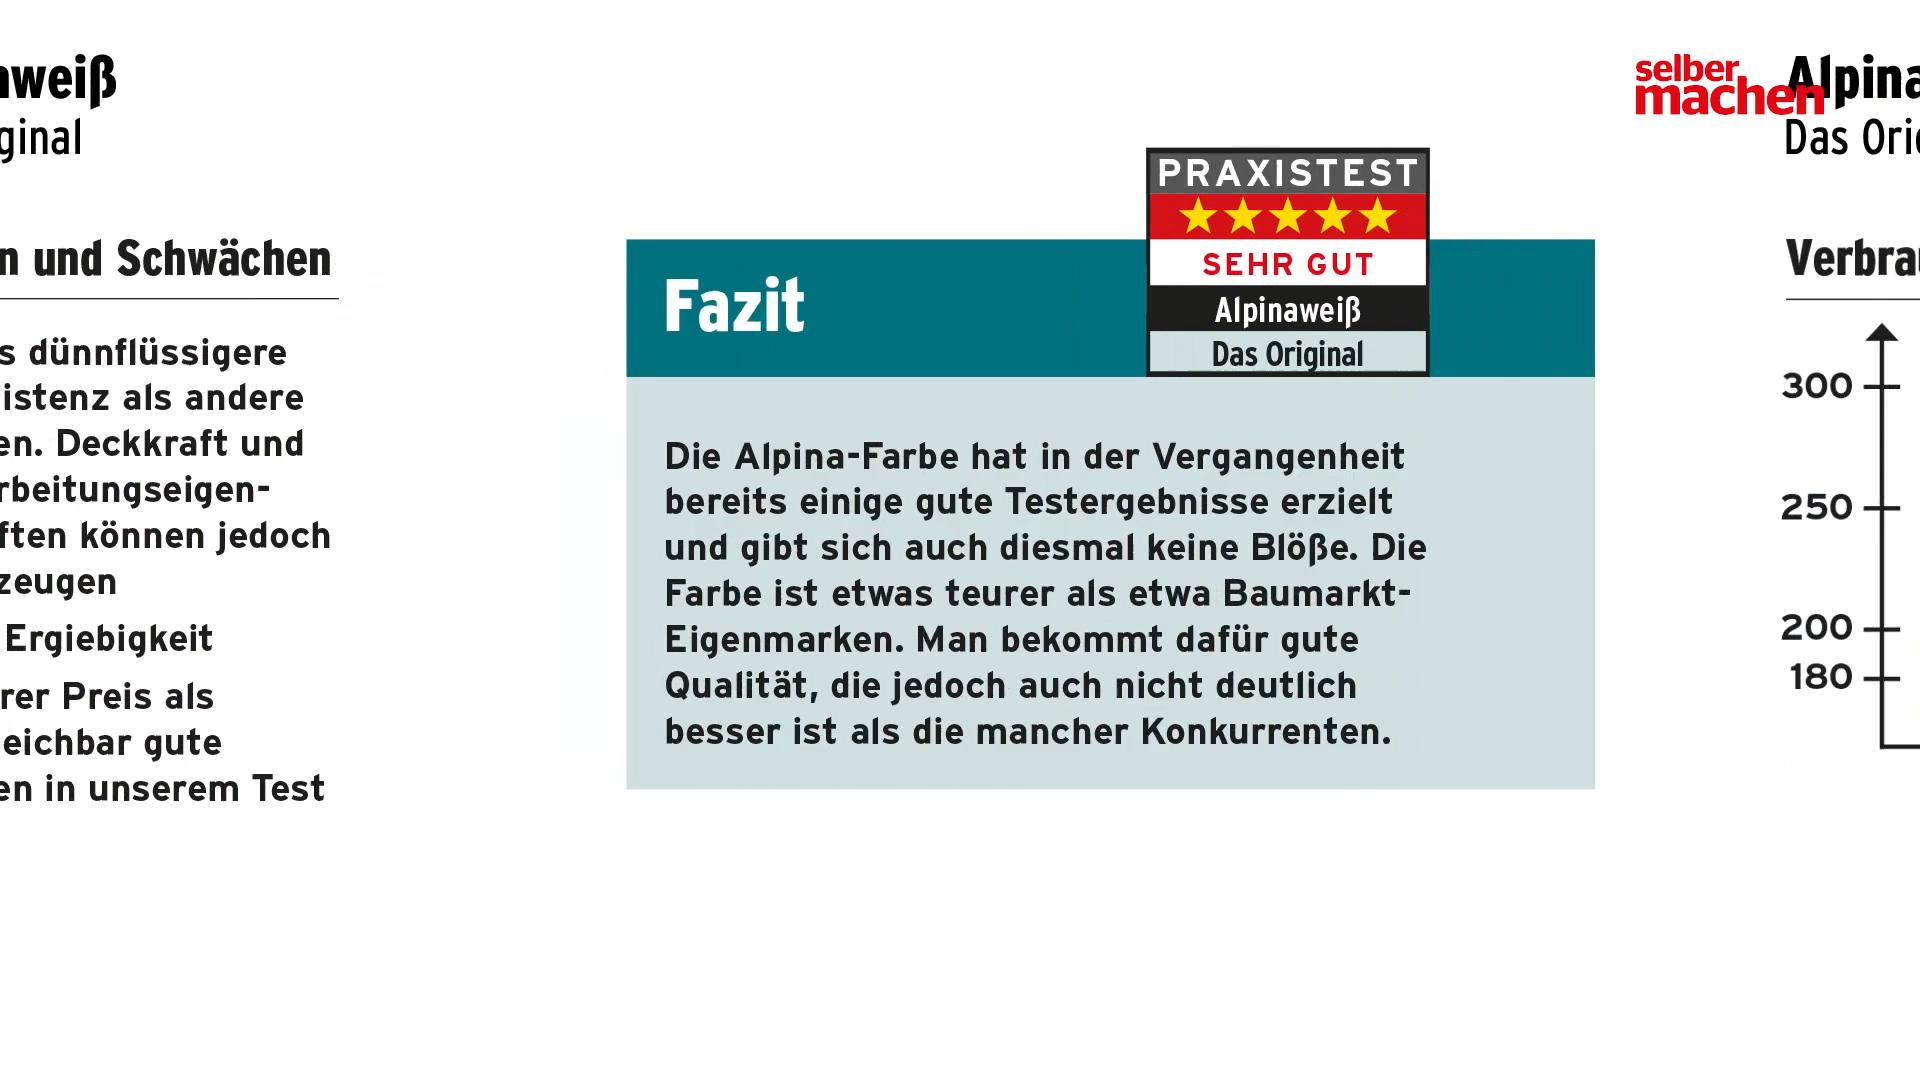 aweiß
ginal
n und Schwächen
s dünnflüssigere
istenz als andere
en. Deckkraft und
rbeitungseigen-
ften können jedoch
zeugen
Ergiebigkeit
rer Preis als
eichbar gute
en in unserem Test
PRAXISTEST
SEHR GUT
Alpinaweiß
Das Original
Fazit
Die Alpina-Farbe hat in der Vergangenheit
bereits einige gute Testergebnisse erzielt
und gibt sich auch diesmal keine Blöße. Die
Farbe ist etwas teurer als etwa Baumarkt-
Eigenmarken. Man bekommt dafür gute
Qualität, die jedoch auch nicht deutlich
besser ist als die mancher Konkurrenten.
selber
machen
Alpina
Das Ori
Verbrau
300
250
200
180